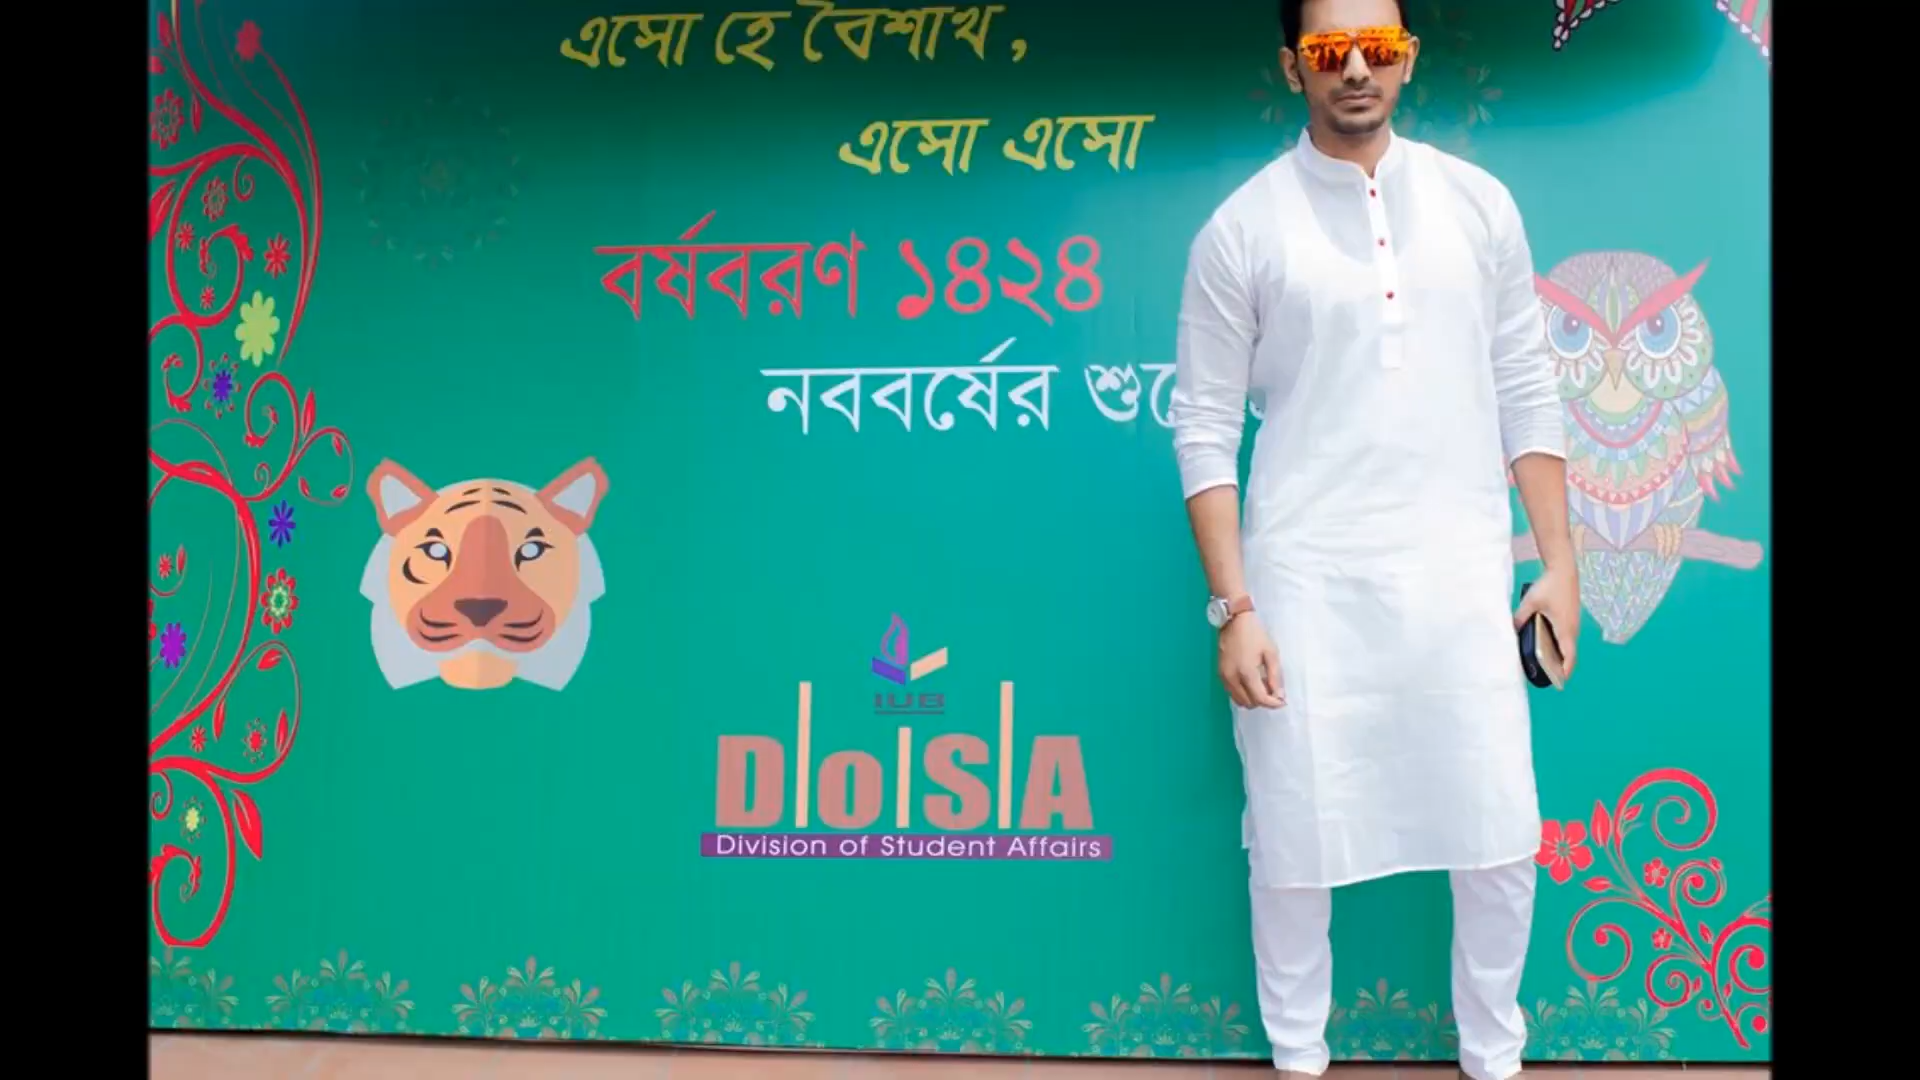 এসো হে বৈশাখ,
এসো এসো
বর্ষবরণ ১৪২৪
নববর্ষের
IUB
DoSA
Division of Student Affairs